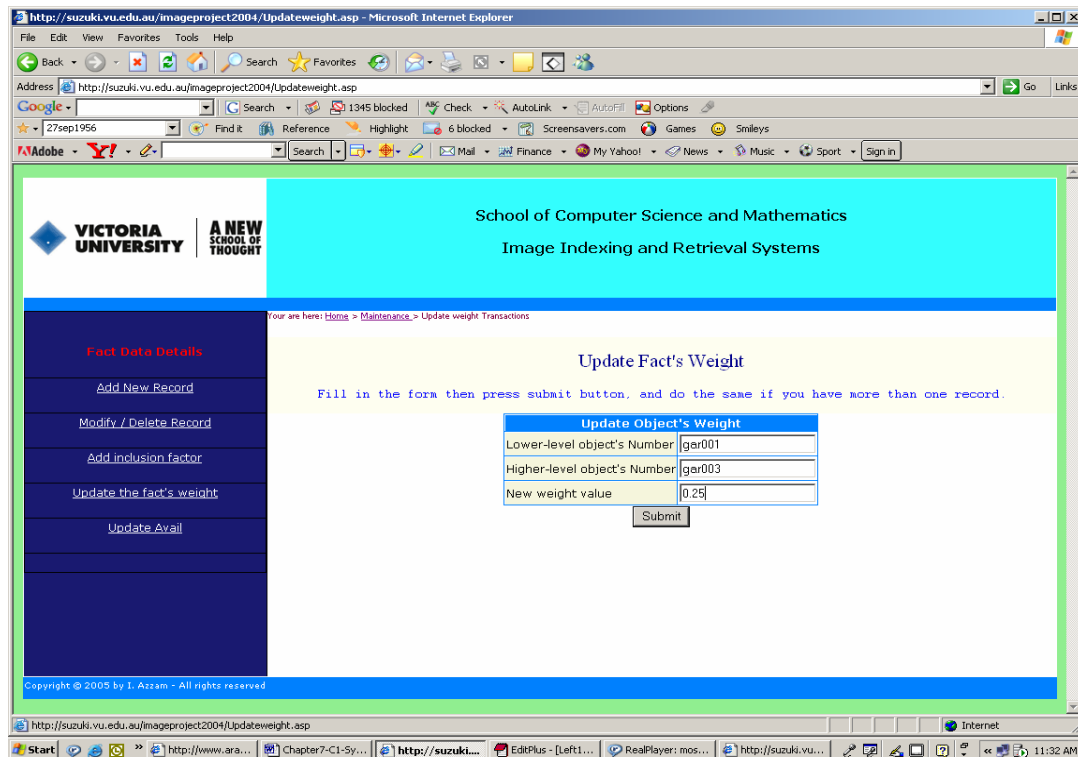 http://suzuki.vu.edu.au/imageproject2004/Updateweight.asp - Microsoft Internet Explorer
File Edit View Favorites Tools Help
Back Search Favorites
Address http://suzuki.vu.edu.au/imageproject2004/Updateweight.asp Go Links
Google Search 1345 blocked ABC Check AutoLink AutoFill Options
27sep1956 Find it Reference Highlight 6 blocked Screensavers.com Games Smileys
Adobe Y! Search Mail Finance My Yahoo! News Music Sport Sign in
VICTORIA UNIVERSITY
A NEW SCHOOL OF THOUGHT
School of Computer Science and Mathematics
Image Indexing and Retrieval Systems
Your are here: Home > Maintenance > Update weight Transactions
Fact Data Details
Add New Record
Modify / Delete Record
Add inclusion factor
Update the fact's weight
Update Avail
Update Fact's Weight
Fill in the form then press submit button, and do the same if you have more than one record.
Update Object's Weight
Lower-level object's Number gar001
Higher-level object's Number gar003
New weight value 0.25
Submit
Copyright @ 2005 by I. Azzam - All rights reserved
http://suzuki.vu.edu.au/imageproject2004/Updateweight.asp Internet
Start » http://www.ara... Chapter7-C1-Sy... http://suzuki.... EditPlus - [Left1... RealPlayer: mos... http://suzuki.vu... « 11:32 AM